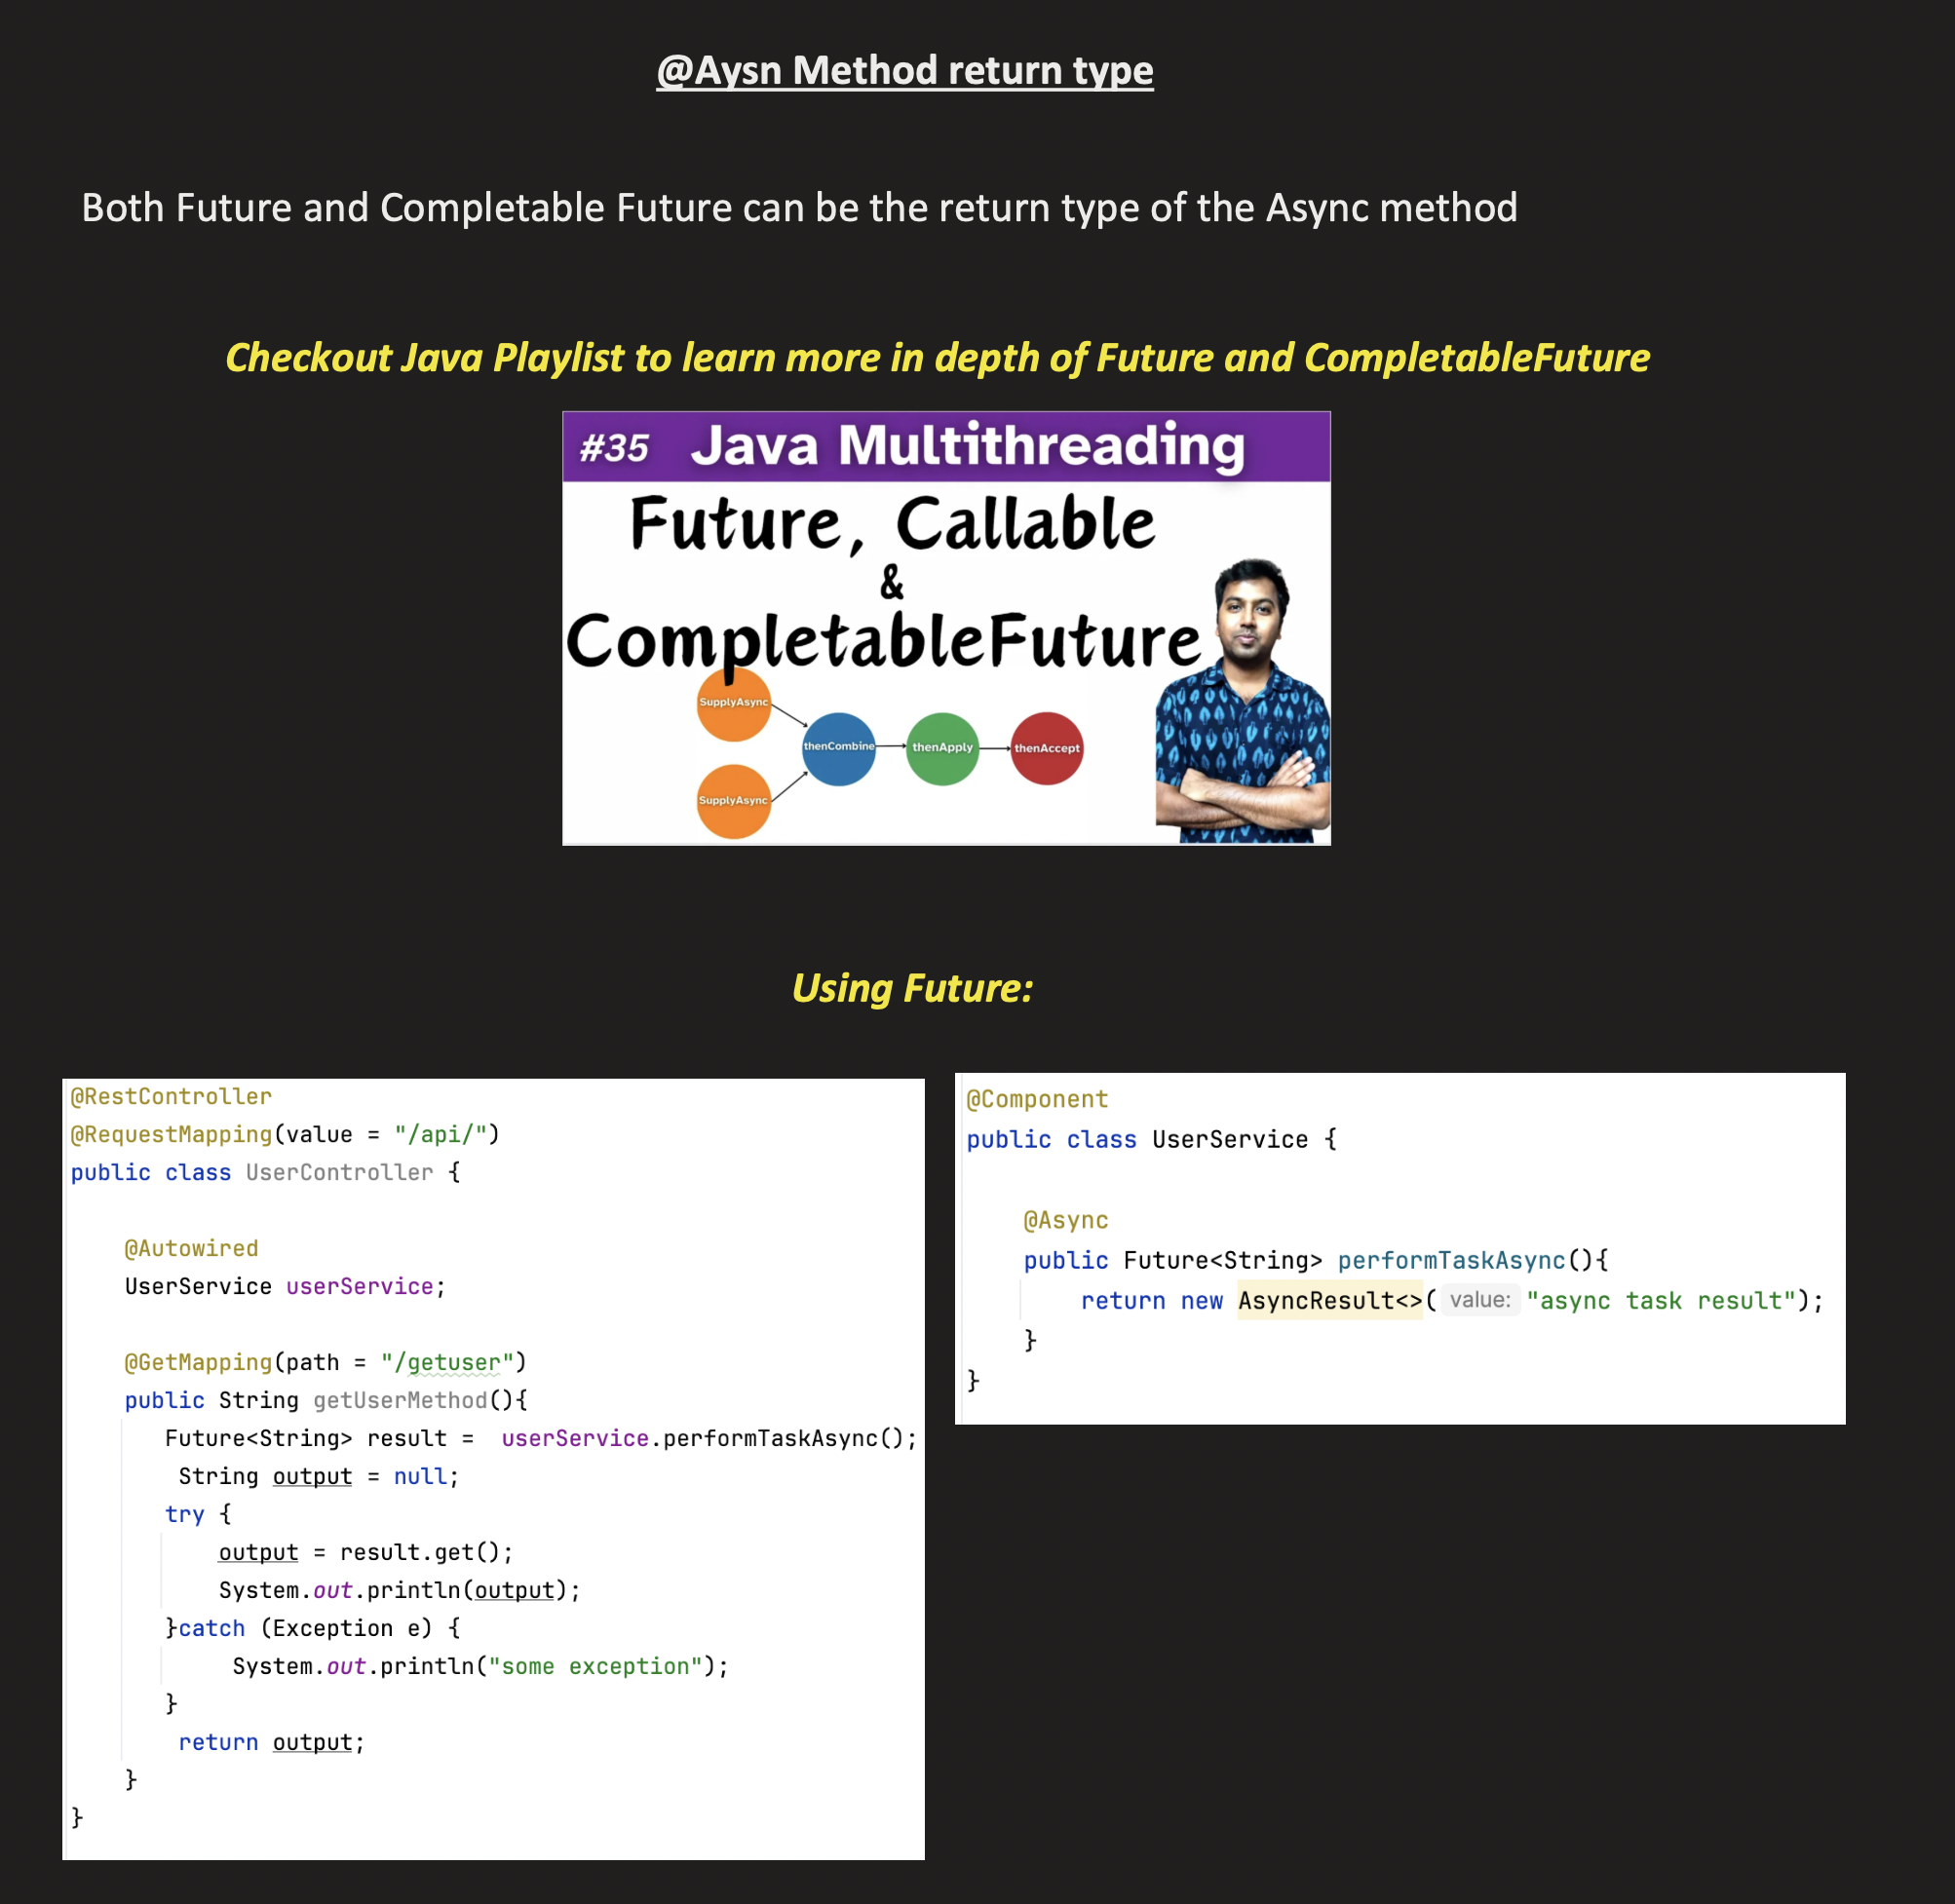 @Aysn Method return type
Both Future and Completable Future can be the return type of the Async method
Checkout Java Playlist to learn more in depth of Future and CompletableFuture
#35 Java Multithreading
Future, Callable
&
CompletableFuture
SupplyAsync
thenCombine
thenApply
thenAccept
SupplyAsync
Using Future:
@RestController
@RequestMapping(value = "/api/")
public class UserController {
@Autowired
UserService userService;
@GetMapping(path = "/getuser")
public String getUserMethod(){
Future<String> result =  userService.performTaskAsync();
String output = null;
try {
output = result.get();
System.out.println(output);
}catch (Exception e) {
System.out.println("some exception");
}
return output;
}
}
@Component
public class UserService {
@Async
public Future<String> performTaskAsync(){
return new AsyncResult<>( value: "async task result");
}
}